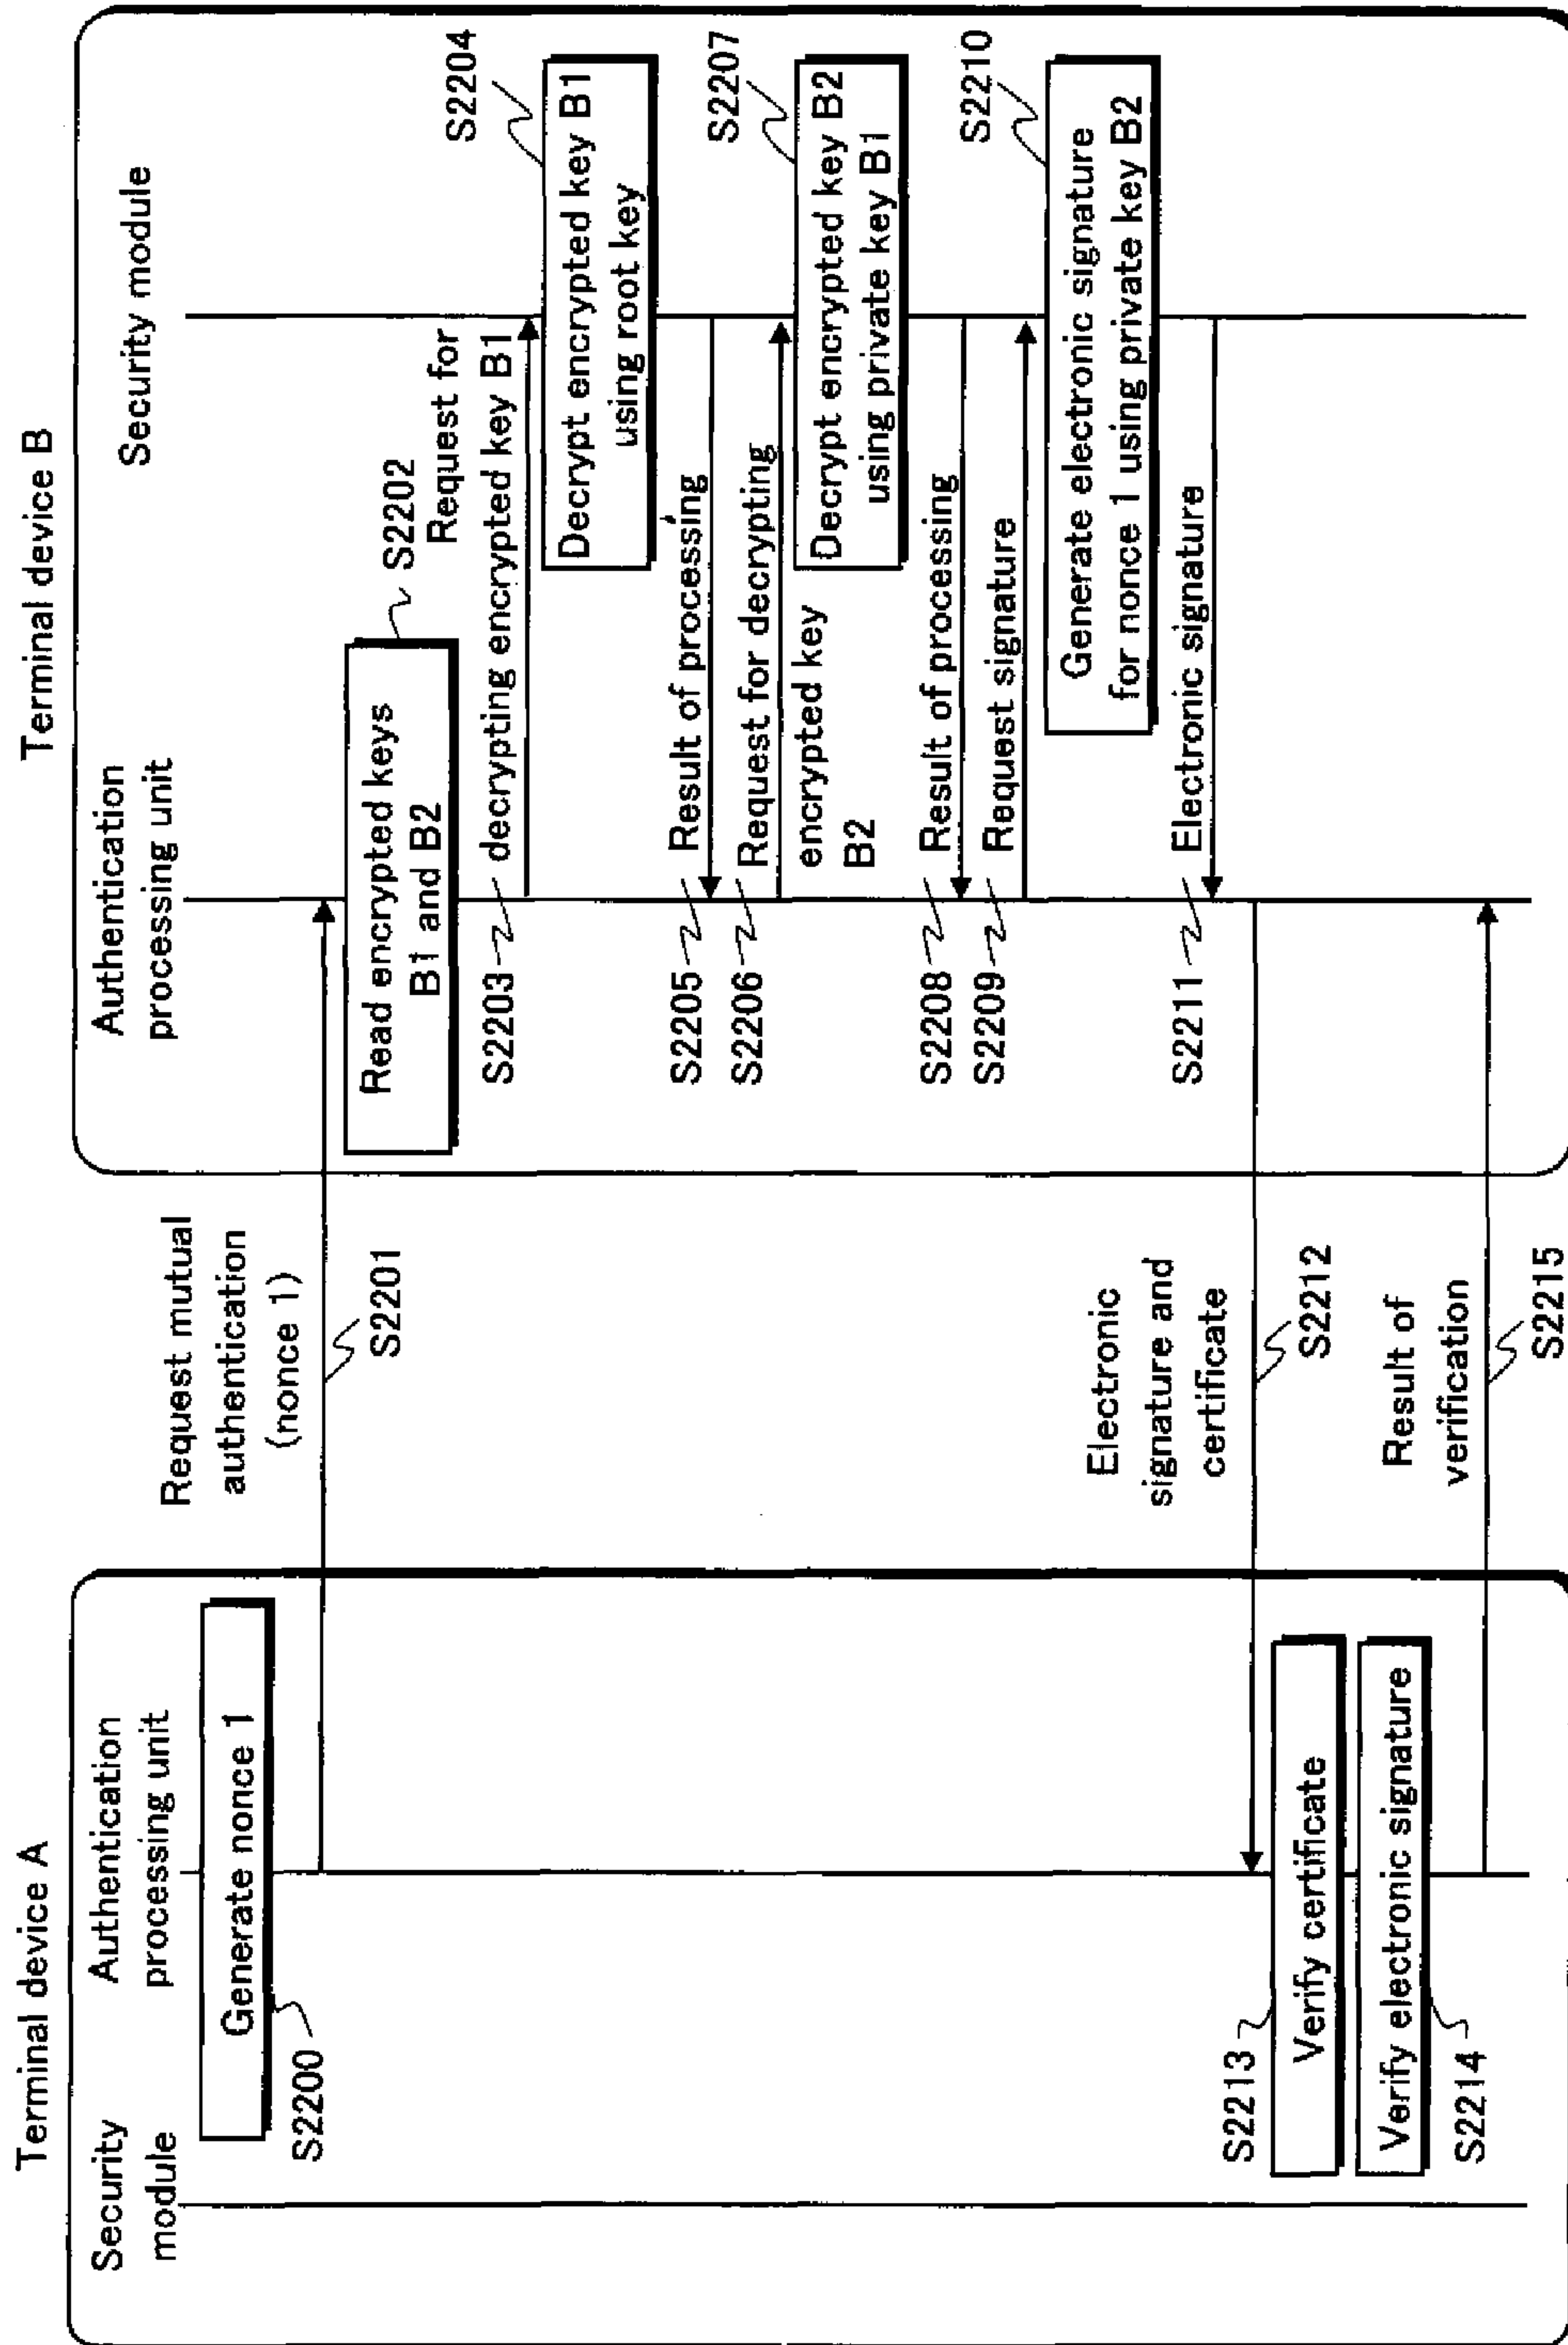 Terminal device A
Security
module
Authentication
processing unit
Generate nonce 1
S2200
Request mutual
authentication
(nonce 1)
S2201
Terminal device B
Authentication
processing unit
Security module
Read encrypted keys
B1 and B2
S2202
Request for
decrypting encrypted key B1
S2203
S2204
Decrypt encrypted key B1
using root key
S2205
Result of processing
S2206
Request for decrypting
encrypted key
B2
S2207
Decrypt encrypted key B2
using private key B1
S2208
Result of processing
S2209
Request signature
S2210
Generate electronic signature
for nonce 1 using private key B2
S2211
Electronic signature
Electronic
signature and
certificate
S2212
S2213
Verify certificate
Verify electronic signature
S2214
Result of
verification
S2215